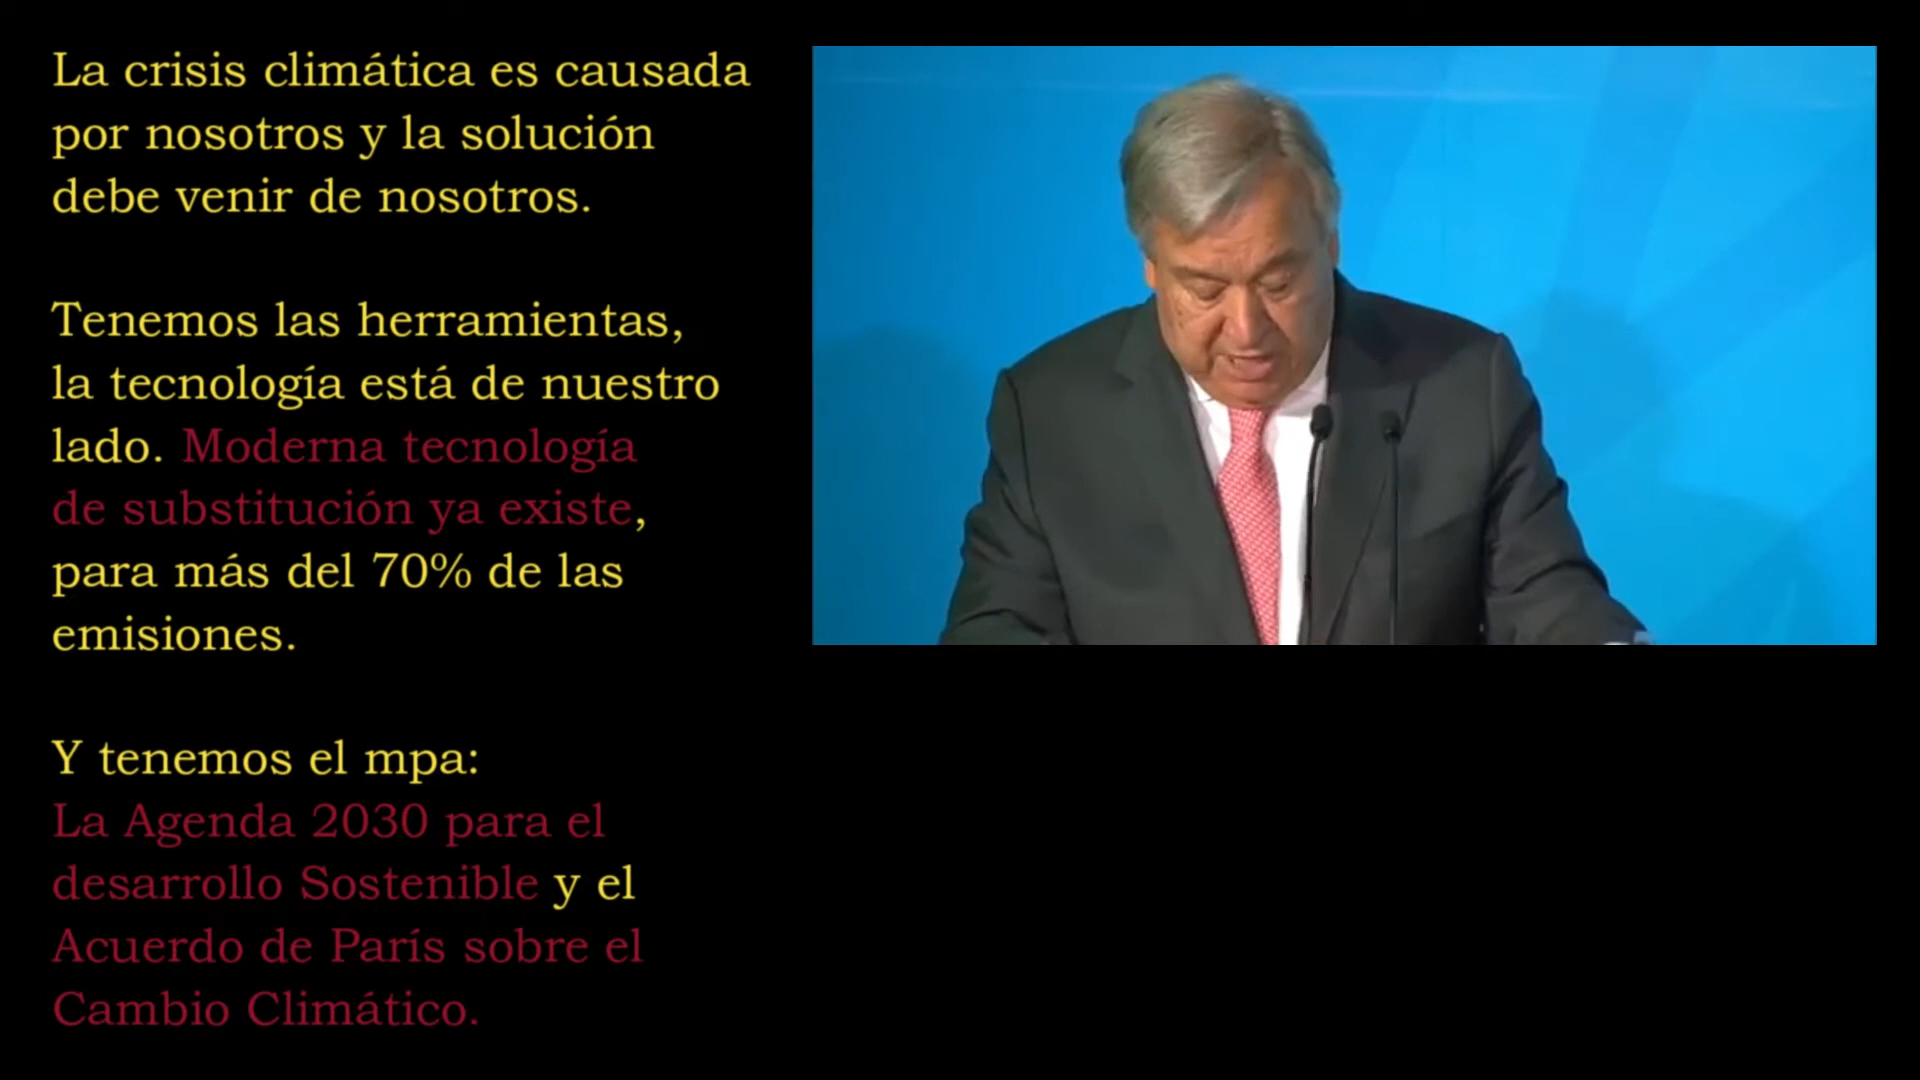 La crisis climática es causada
por nosotros y la solución
debe venir de nosotros.
Tenemos las herramientas,
la tecnología está de nuestro
lado. Moderna tecnología
de substitución ya existe,
para más del 70% de las
emisiones.
Y tenemos el mpa:
La Agenda 2030 para el
desarrollo Sostenible y el
Acuerdo de París sobre el
Cambio Climático.